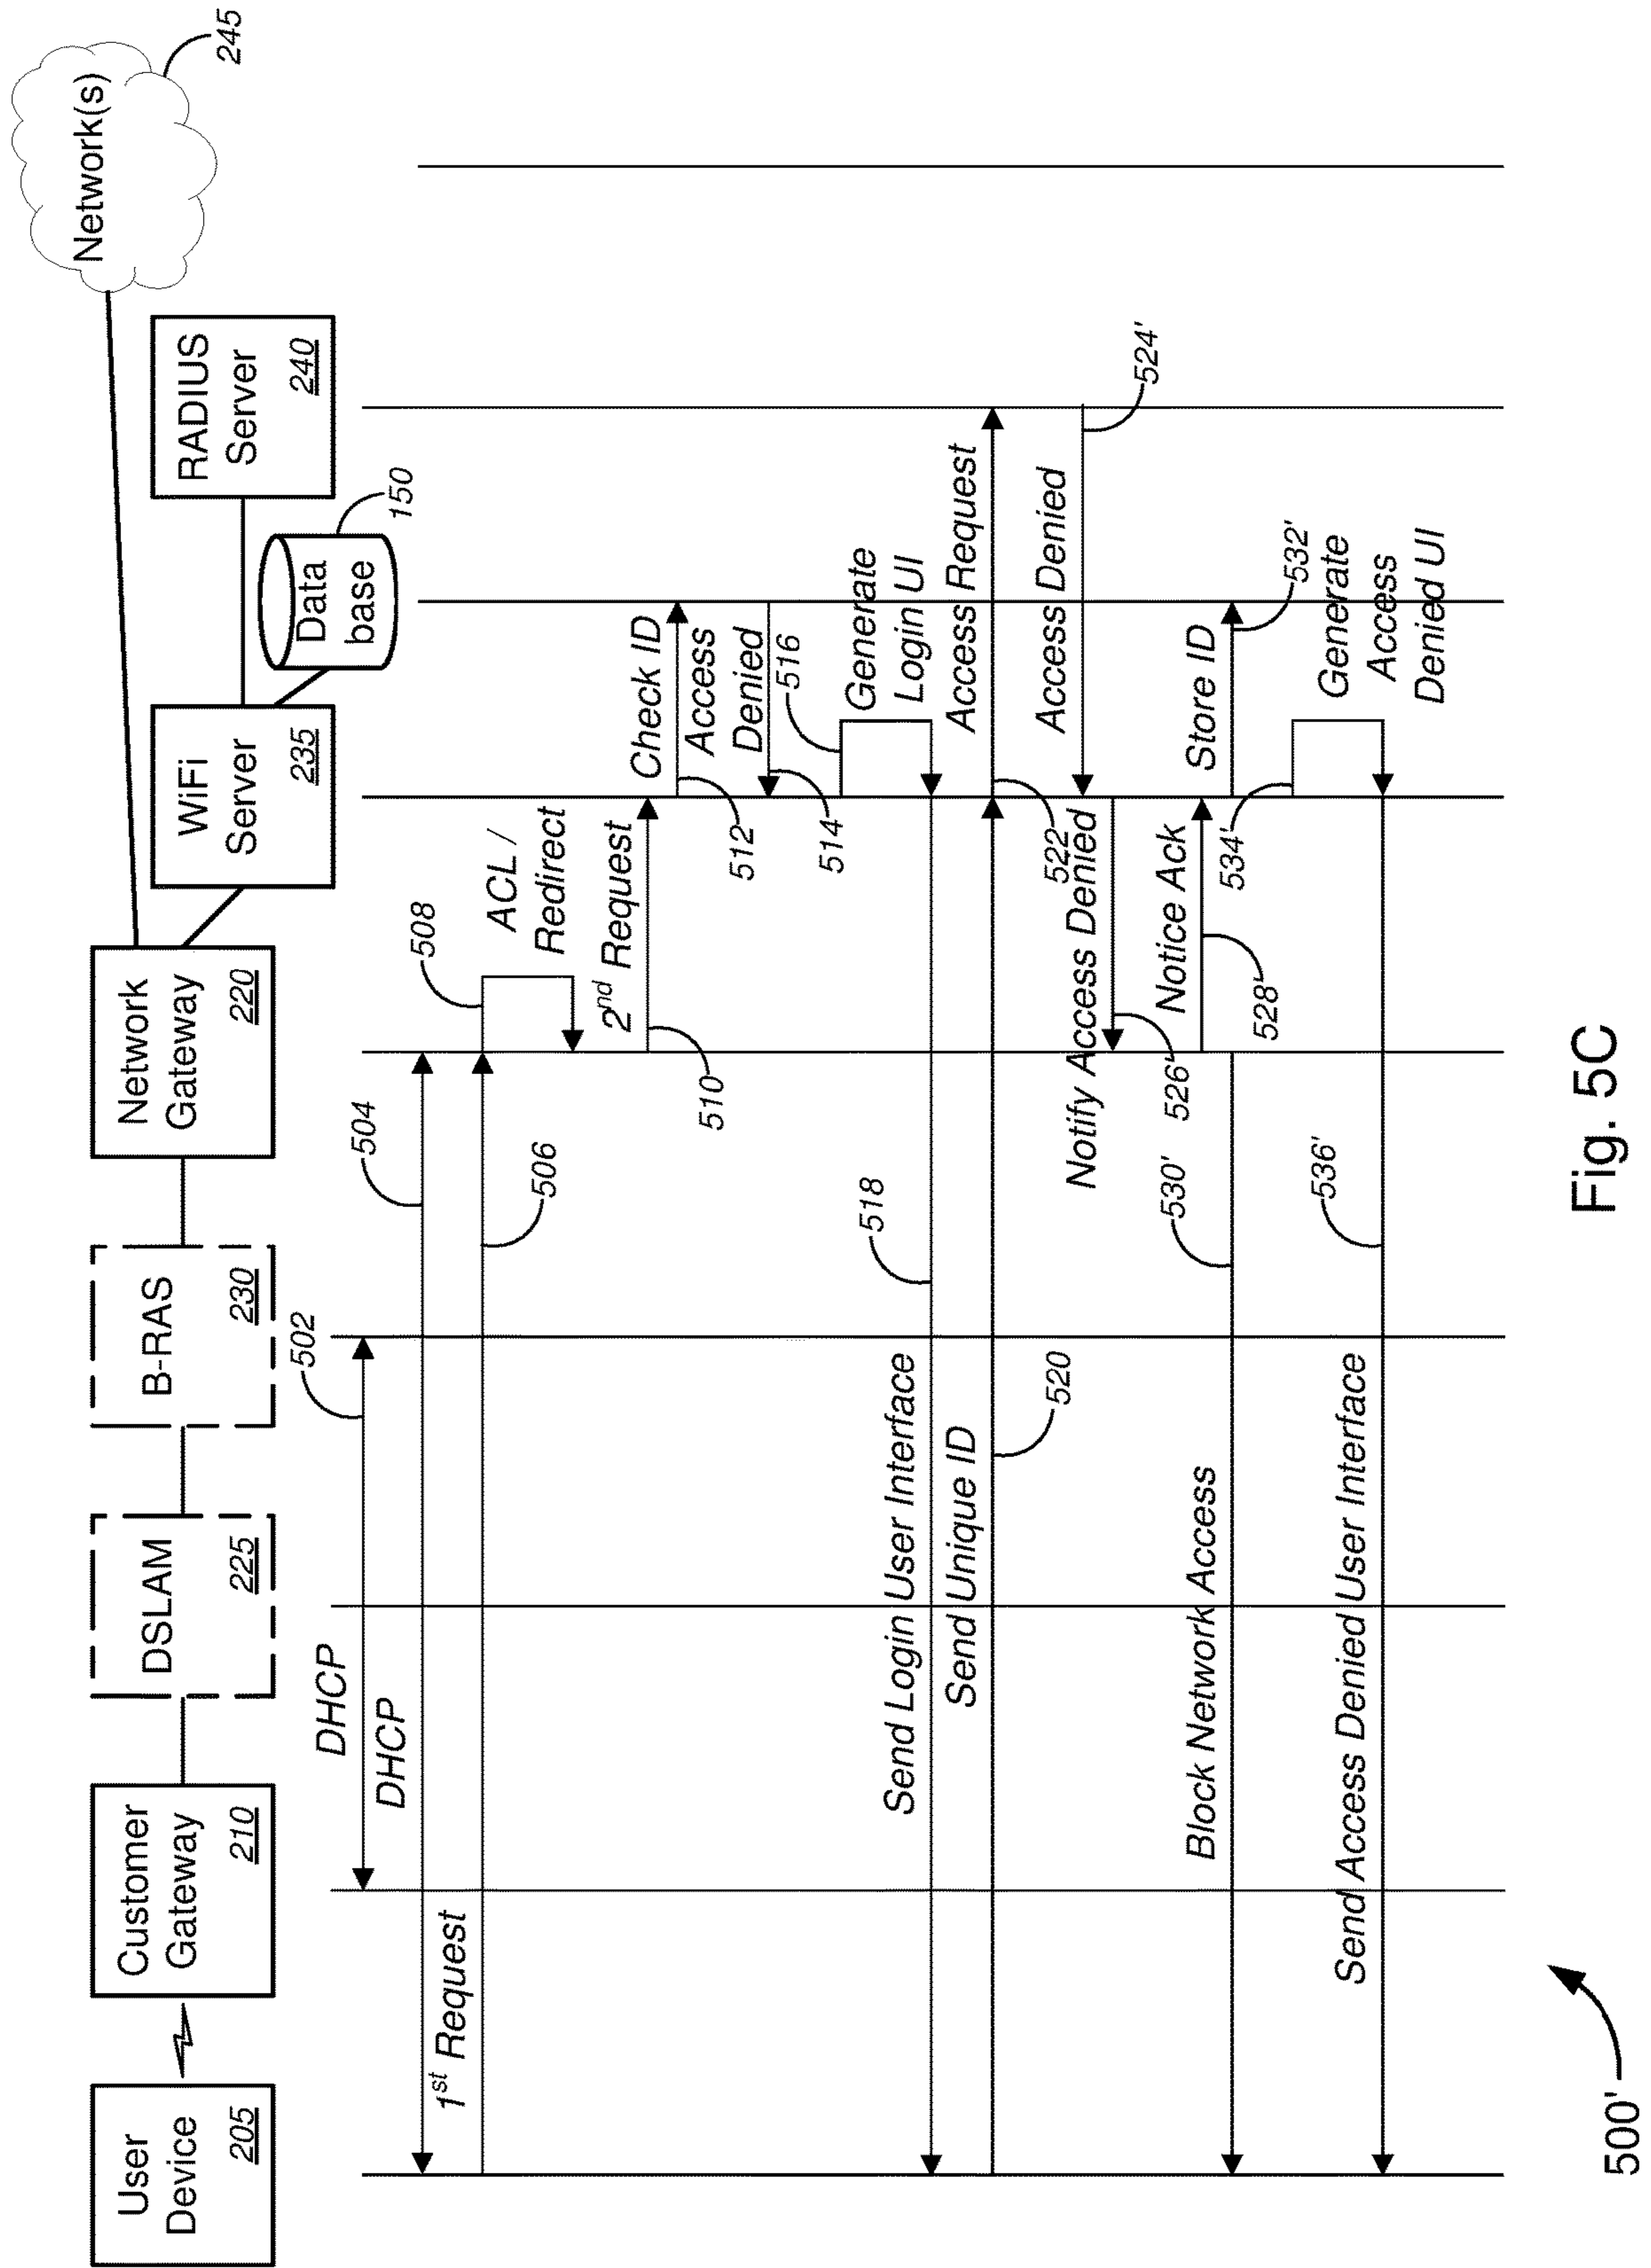 User
Device
205
Customer
Gateway
210
DSLAM
225
B-RAS
230
Network
Gateway
220
WiFi
Server
235
Data
base
150
RADIUS
Server
240
Network(s)
245
DHCP
502
DHCP
504
1st Request
506
508
ACL /
Redirect
2nd Request
510
Check ID
512
Access
Denied
514
516
Generate
Login UI
Send Login User Interface
518
Send Unique ID
520
Access Request
522
Access Denied
524'
Notify Access Denied
526'
Notice Ack
528'
Block Network Access
530'
Store ID
532'
534'
Generate
Access
Denied UI
Send Access Denied User Interface
536'
500'
Fig. 5C